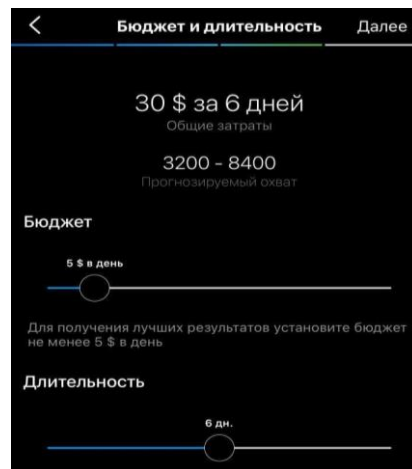 Бюджет и длительность Далее
30 $ за 6 дней
Общие затраты
3200 - 8400
Прогнозируемый охват
Бюджет
5 $ в день
Для получения лучших результатов установите бюджет
не менее 5 $ в день
Длительность
6 дн.